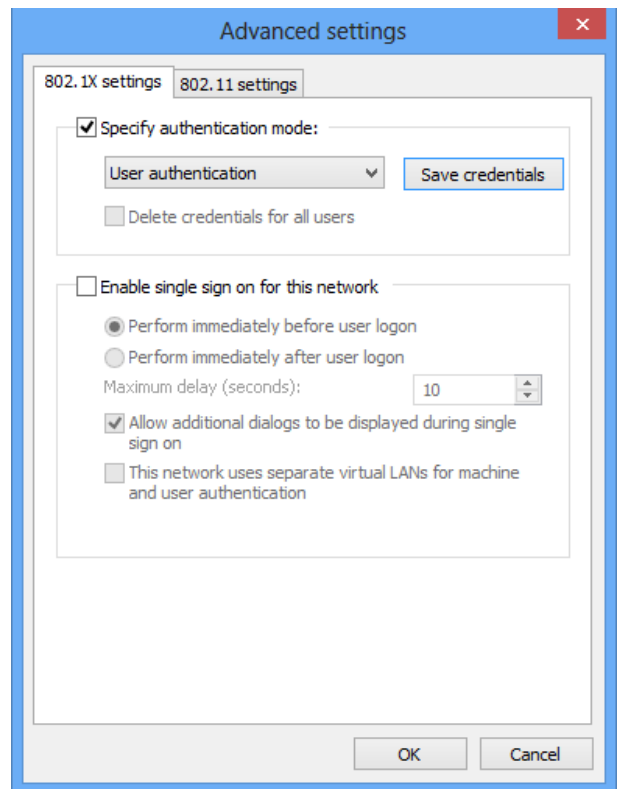 Advanced settings
802.1X settings
802.11 settings
Specify authentication mode:
User authentication
Save credentials
Delete credentials for all users
Enable single sign on for this network
Perform immediately before user logon
Perform immediately after user logon
Maximum delay (seconds):
10
Allow additional dialogs to be displayed during single
sign on
This network uses separate virtual LANs for machine
and user authentication
OK
Cancel